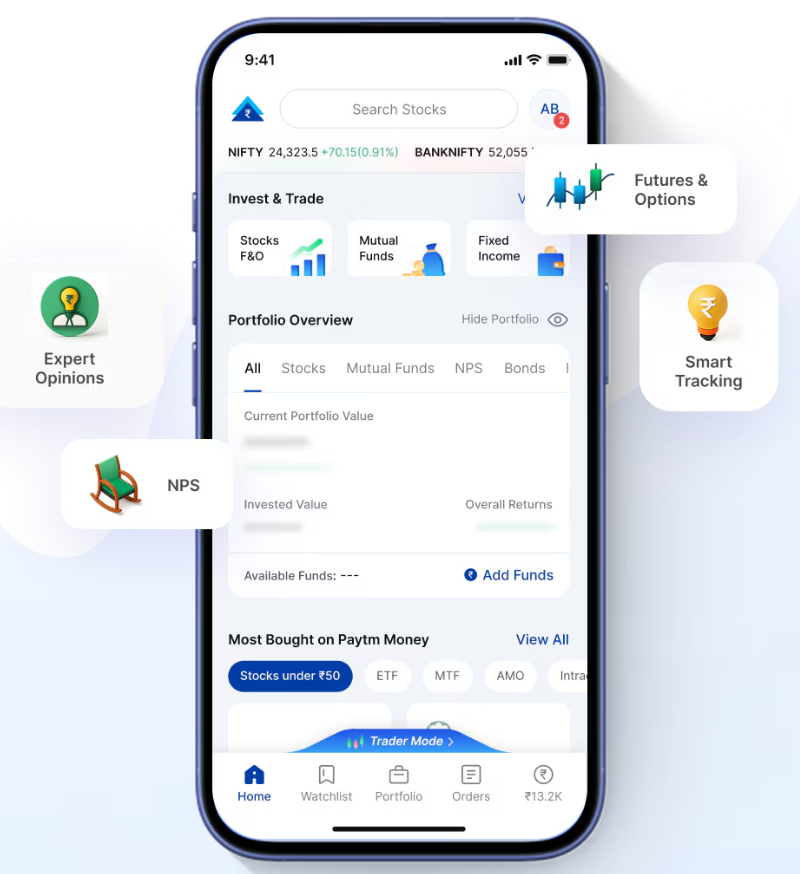 9:41
Search Stocks
AB
2
NIFTY 24,323.5 +70.15(0.91%) BANKNIFTY 52,055
Futures &
Options
Invest & Trade
Stocks
F&O
Mutual
Funds
Fixed
Income
Expert
Opinions
Smart
Tracking
Portfolio Overview
Hide Portfolio
All Stocks Mutual Funds NPS Bonds
Current Portfolio Value
NPS
Invested Value
Overall Returns
Available Funds: ---
₹ Add Funds
Most Bought on Paytm Money
View All
Stocks under ₹50 ETF MTF AMO Intra
Trader Mode >
Home Watchlist Portfolio Orders ₹13.2K